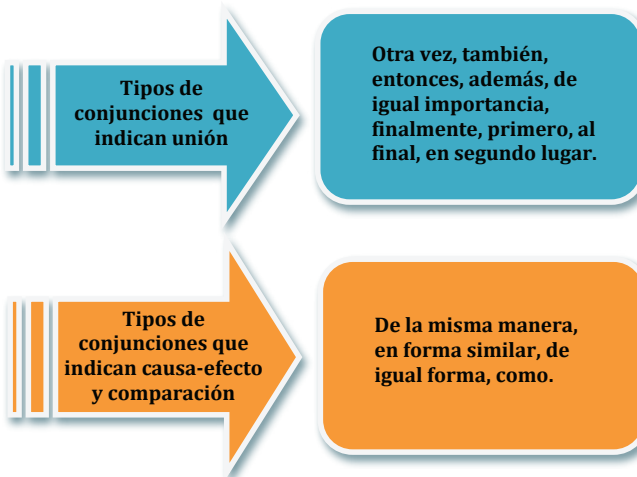 Tipos de
conjunciones que
indican unión
Otra vez, también,
entonces, además, de
igual importancia,
finalmente, primero, al
final, en segundo lugar.
Tipos de
conjunciones que
indican causa-efecto
y comparación
De la misma manera,
en forma similar, de
igual forma, como.